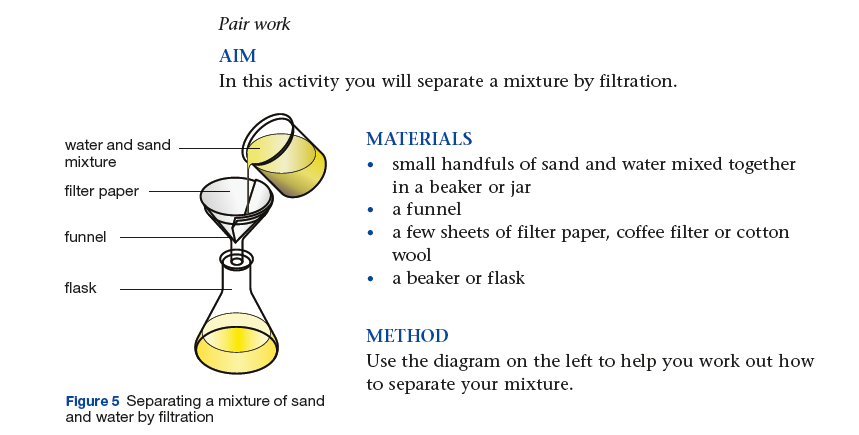 Pair work
AIM
In this activity you will separate a mixture by filtration.
water and sand
mixture
filter paper
funnel
flask
Figure 5 Separating a mixture of sand
and water by filtration
MATERIALS
• small handfuls of sand and water mixed together
in a beaker or jar
• a funnel
• a few sheets of filter paper, coffee filter or cotton
wool
• a beaker or flask
METHOD
Use the diagram on the left to help you work out how
to separate your mixture.